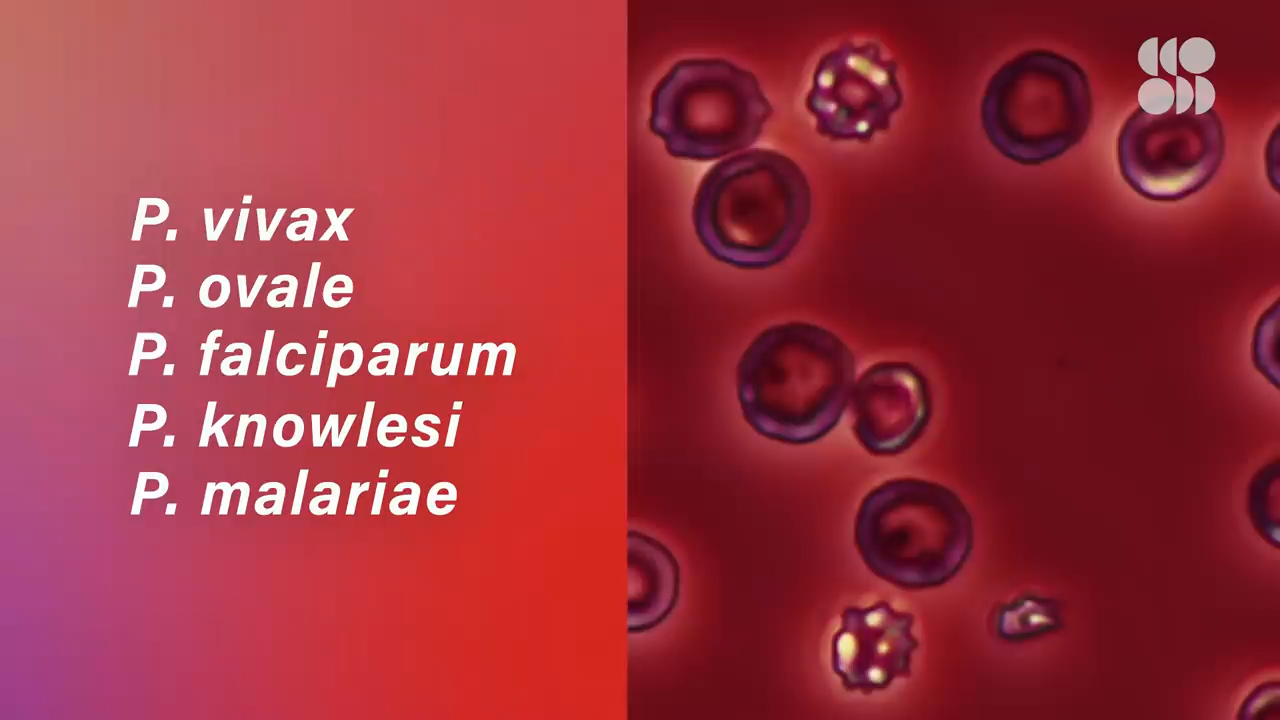 P. vivax
P. ovale
P. falciparum
P. knowlesi
P. malariae